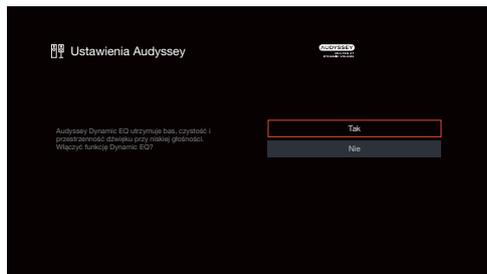 Ustawienia Audyssey
AUDYSSEY
Audyssey Dynamic EQ utrzymuje bas, czystość i
przestrzenność dźwięku przy niskiej głośności.
Włączyć funkcję Dynamic EQ?
Tak
Nie